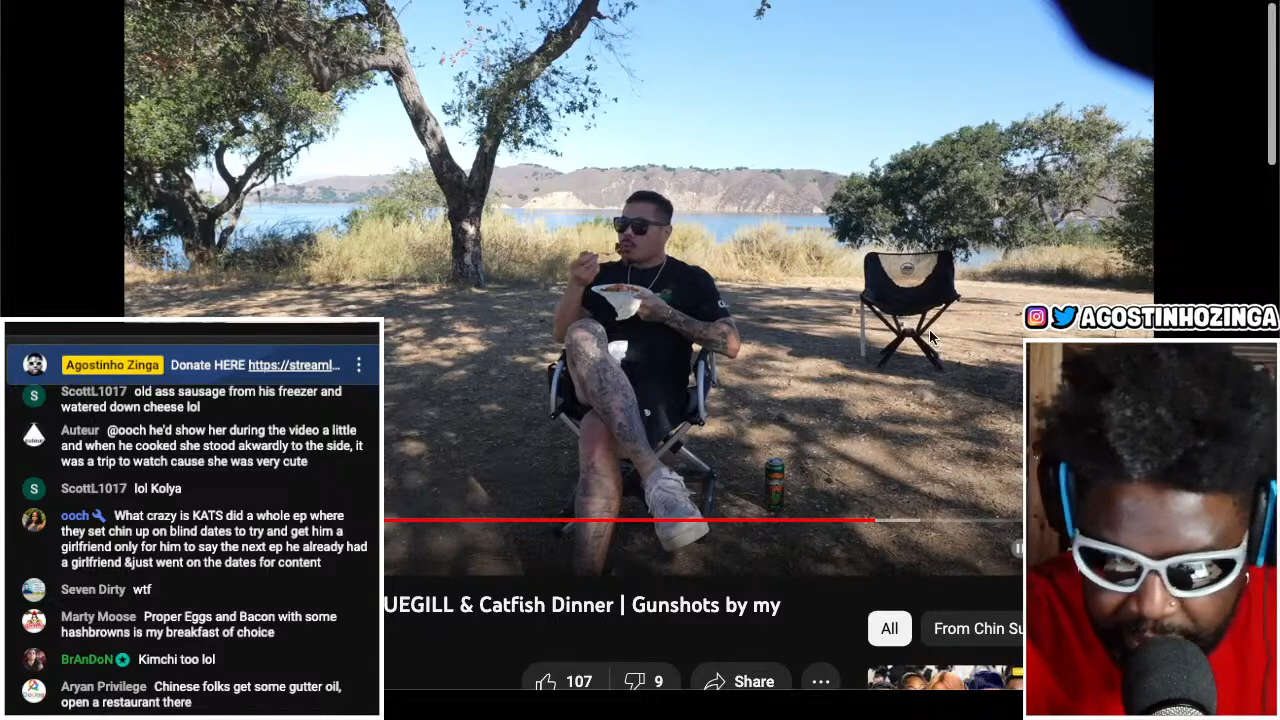 AGOSTINHOZINGA
Agostinho Zinga Donate HERE https://streaml...
S ScottL1017 old ass sausage from his freezer and
watered down cheese lol
Auteur @ooch he'd show her during the video a little
and when he cooked she stood akwardly to the side, it
was a trip to watch cause she was very cute
S ScottL1017 lol Kolya
ooch What crazy is KATS did a whole ep where
they set chin up on blind dates to try and get him a
girlfriend only for him to say the next ep he already had
a girlfriend &just went on the dates for content
Seven Dirty wtf
Marty Moose Proper Eggs and Bacon with some
hashbrowns is my breakfast of choice
BrAnDoN Kimchi too lol
Aryan Privilege Chinese folks get some gutter oil,
open a restaurant there
UEGILL & Catfish Dinner | Gunshots by my
All From Chin Su
107 9 Share ...